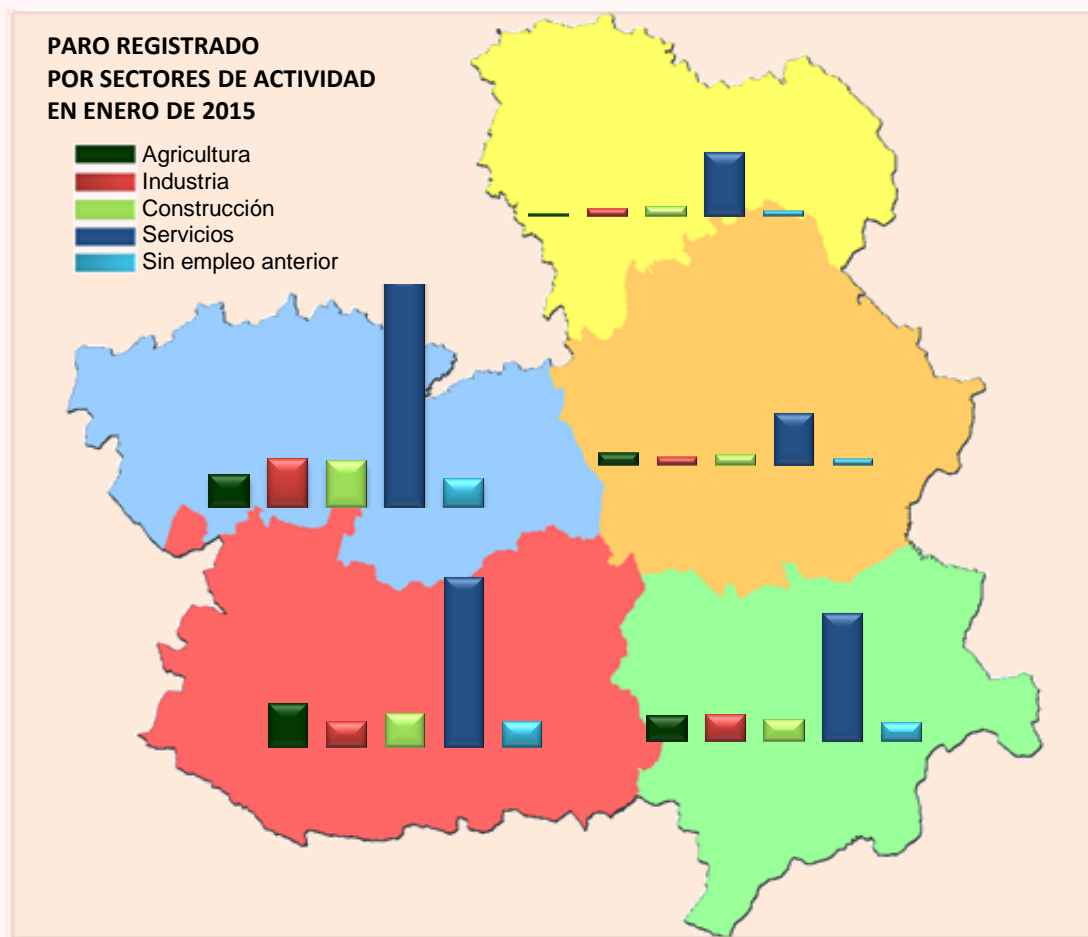 PARO REGISTRADO
POR SECTORES DE ACTIVIDAD
EN ENERO DE 2015
Agricultura
Industria
Construcción
Servicios
Sin empleo anterior